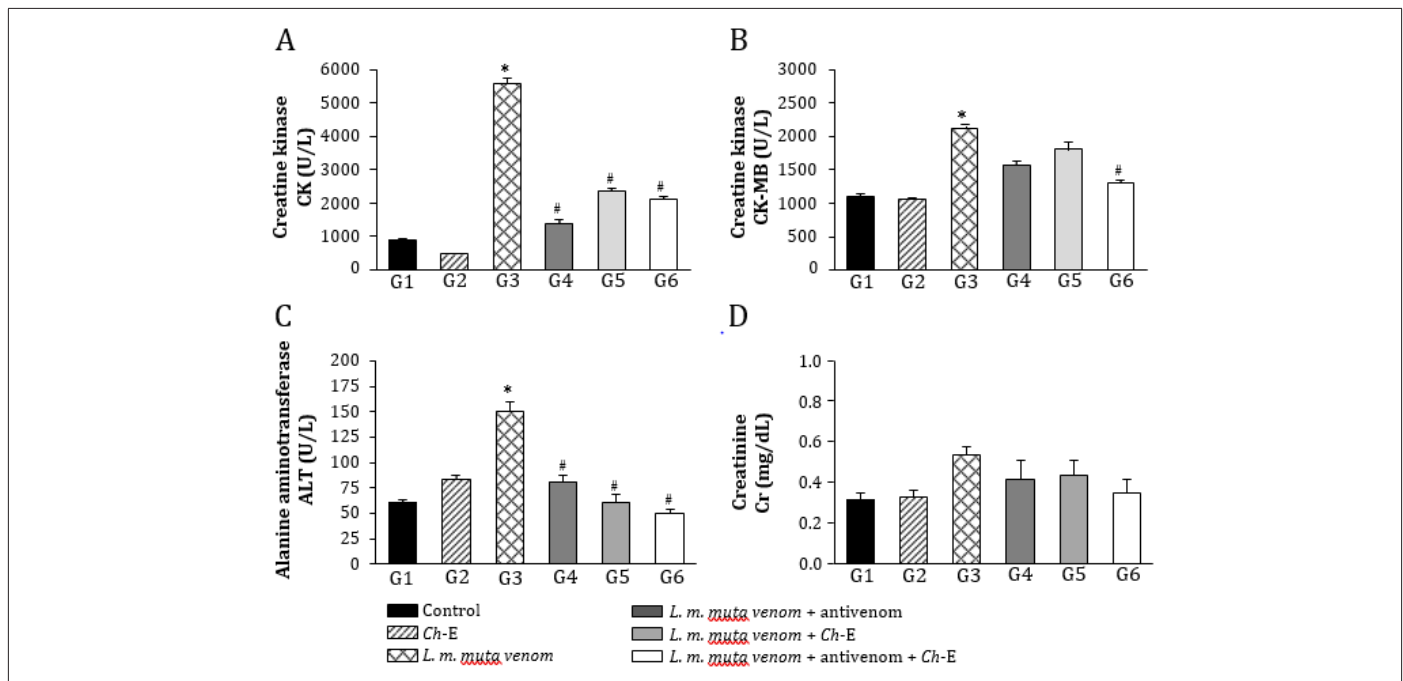 A
Creatine kinase
CK (U/L)
6000
5000
4000
3000
2000
1000
0
*
#
#
#
G1 G2 G3 G4 G5 G6
B
Creatine kinase
CK-MB (U/L)
3000
2500
2000
1500
1000
500
0
*
#
G1 G2 G3 G4 G5 G6
C
Alanine aminotransferase
ALT (U/L)
200
175
150
125
100
75
50
25
0
*
#
#
#
G1 G2 G3 G4 G5 G6
D
Creatinine
Cr (mg/dL)
1.0
0.8
0.6
0.4
0.2
0.0
G1 G2 G3 G4 G5 G6
Control
Ch-E
L. m. muta venom
L. m. muta venom + antivenom
L. m. muta venom + Ch-E
L. m. muta venom + antivenom + Ch-E